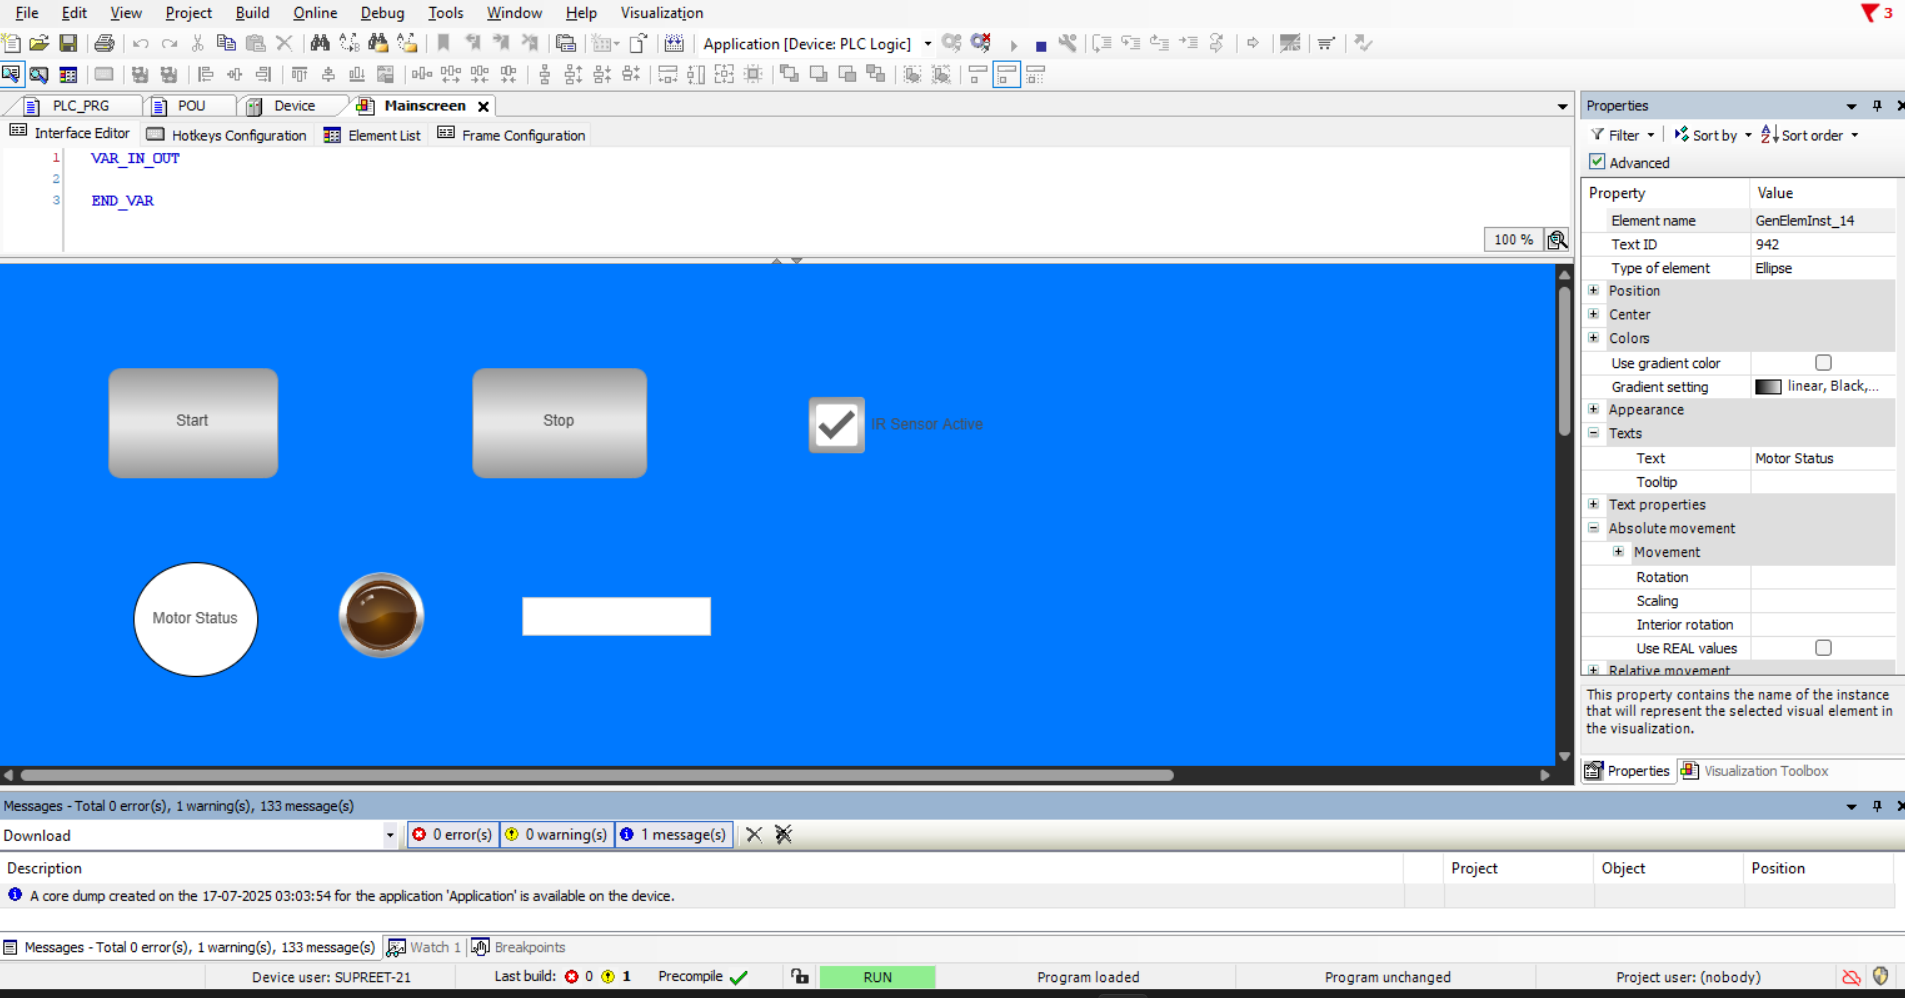 File Edit View Project Build Online Debug Tools Window Help Visualization
3
Application [Device: PLC Logic]
PLC_PRG POU Device Mainscreen
Interface Editor Hotkeys Configuration Element List Frame Configuration
1 VAR_IN_OUT
2
3 END_VAR
100 %
Start
Stop
IR Sensor Active
Motor Status
Properties
Filter Sort by Sort order
Advanced
Property Value
Element name GenElemInst_14
Text ID 942
Type of element Ellipse
Position
Center
Colors
Use gradient color
Gradient setting linear, Black,...
Appearance
Texts
Text Motor Status
Tooltip
Text properties
Absolute movement
Movement
Rotation
Scaling
Interior rotation
Use REAL values
Relative movement
This property contains the name of the instance
that will represent the selected visual element in
the visualization.
Properties Visualization Toolbox
Messages - Total 0 error(s), 1 warning(s), 133 message(s)
Download 0 error(s) 0 warning(s) 1 message(s)
Description Project Object Position
A core dump created on the 17-07-2025 03:03:54 for the application 'Application' is available on the device.
Messages - Total 0 error(s), 1 warning(s), 133 message(s) Watch 1 Breakpoints
Device user: SUPREET-21 Last build: 0 1 Precompile RUN Program loaded Program unchanged Project user: (nobody)